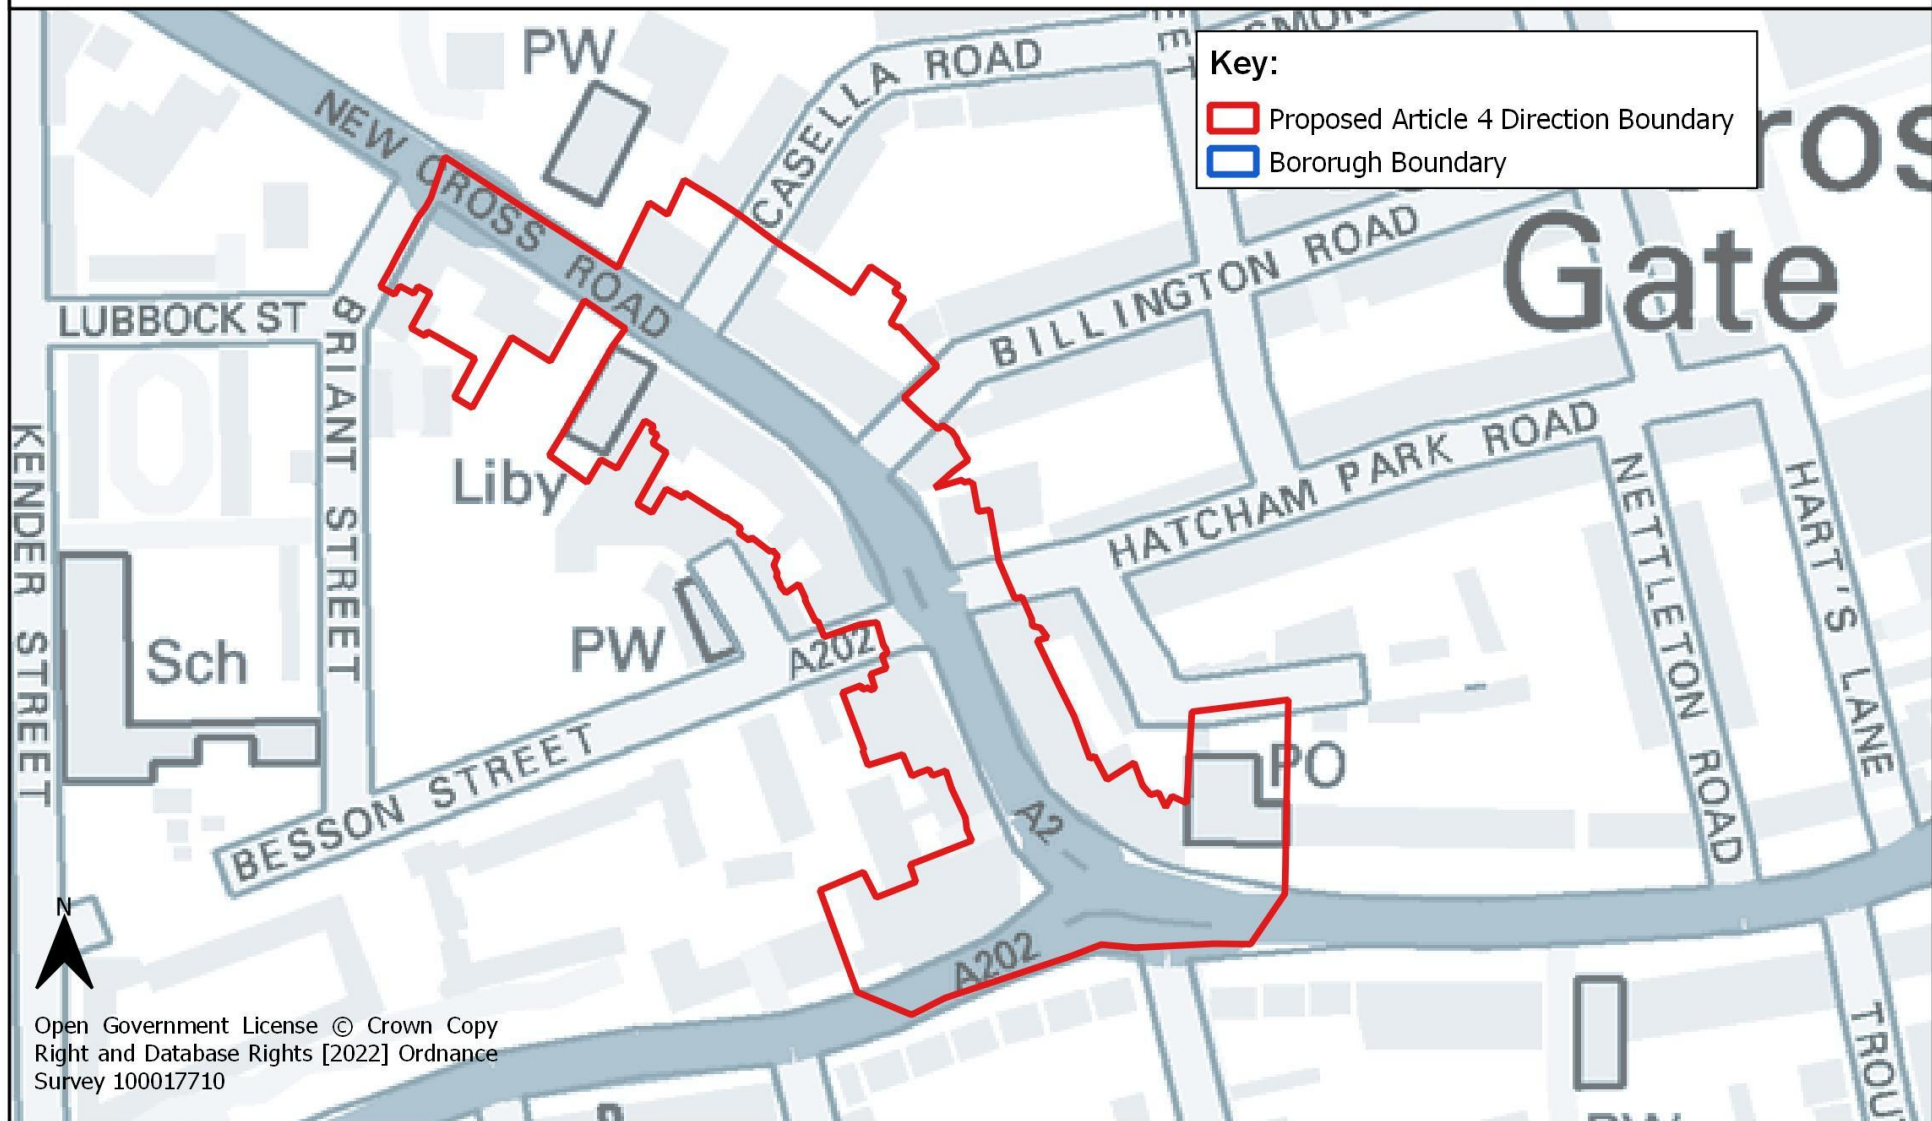 PW
CASELLA ROAD
Key:
Proposed Article 4 Direction Boundary
Bororugh Boundary
NEW CROSS ROAD
Gate
BILLINGTON ROAD
LUBBOCK ST
BRIANT STREET
KENDER STREET
Liby
HATCHAM PARK ROAD
NETTLETON ROAD
HART'S LANE
PW
A202
Sch
BESSON STREET
PO
A2
A202
N
Open Government License © Crown Copy
Right and Database Rights [2022] Ordnance
Survey 100017710